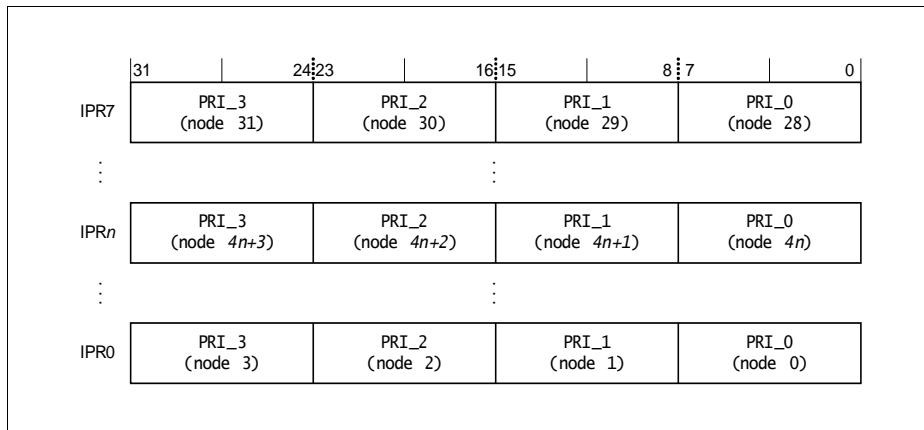 31 24 23 16 15 8 7 0
IPR7 PRI_3 PRI_2 PRI_1 PRI_0
(node 31) (node 30) (node 29) (node 28)
IPRn PRI_3 PRI_2 PRI_1 PRI_0
(node 4n+3) (node 4n+2) (node 4n+1) (node 4n)
IPR0 PRI_3 PRI_2 PRI_1 PRI_0
(node 3) (node 2) (node 1) (node 0)